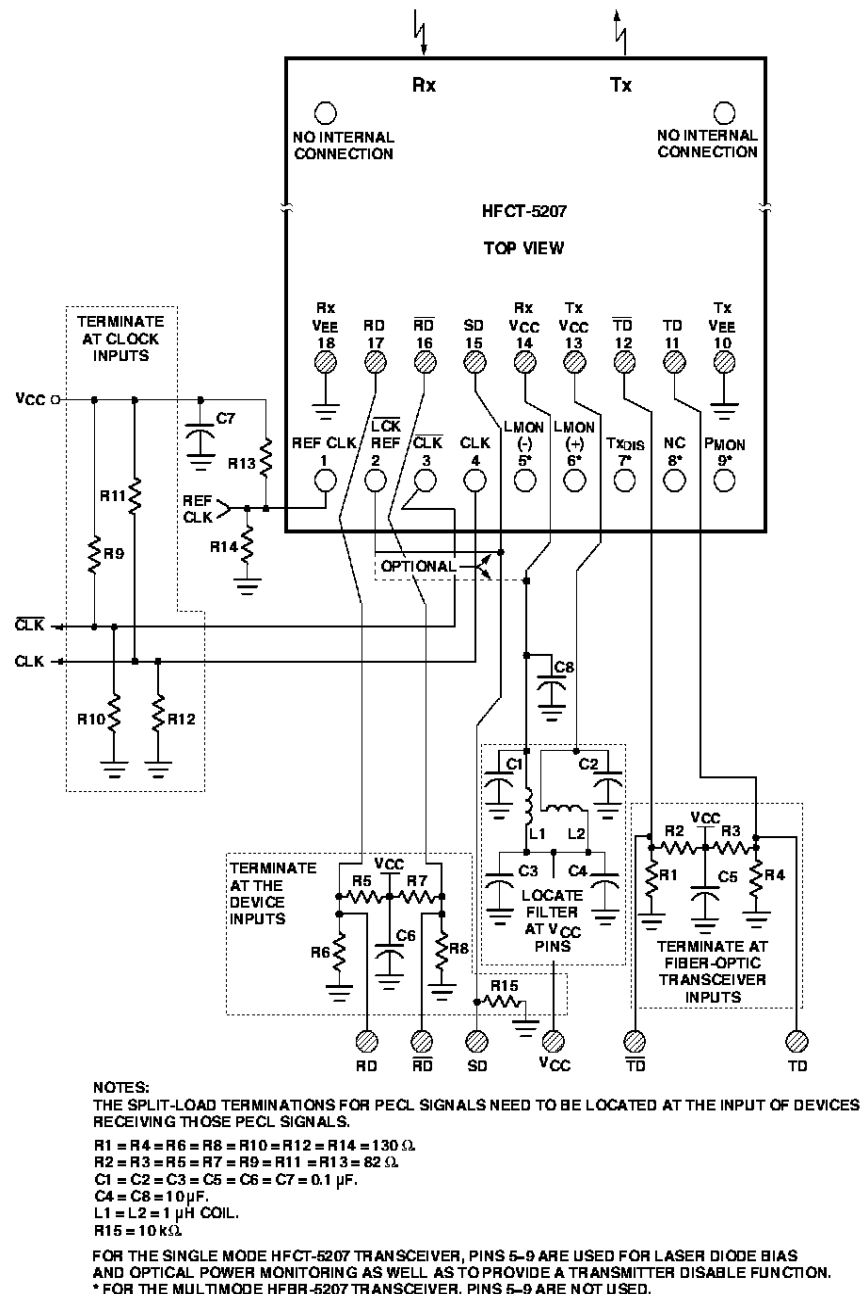 Rx Tx
NO INTERNAL CONNECTION
NO INTERNAL CONNECTION
HFCT-5207
TOP VIEW
Rx VEE 18
RD 17
R̅D̅ 16
SD 15
Rx VCC 14
Tx VCC 13
T̅D̅ 12
TD 11
Tx VEE 10
REF CLK 1
L̅C̅K̅ REF 2
C̅L̅K̅ 3
CLK 4
LMON (-) 5*
LMON (+) 6*
TxDIS 7*
NC 8*
PMON 9*
TERMINATE
AT CLOCK
INPUTS
VCC
C7
R13
R11
REF
CLK
R14
R9
OPTIONAL
C̅L̅K̅
CLK
R10
R12
C8
C1
C2
L1
L2
C3
C4
LOCATE
FILTER
AT VCC
PINS
TERMINATE
AT THE
DEVICE
INPUTS
VCC
R5
R7
R6
C6
R8
R15
VCC
R2
R3
R1
C5
R4
TERMINATE AT
FIBER-OPTIC
TRANSCEIVER
INPUTS
RD
R̅D̅
SD
VCC
T̅D̅
TD
NOTES:
THE SPLIT-LOAD TERMINATIONS FOR PECL SIGNALS NEED TO BE LOCATED AT THE INPUT OF DEVICES
RECEIVING THOSE PECL SIGNALS.
R1 = R4 = R6 = R8 = R10 = R12 = R14 = 130 Ω.
R2 = R3 = R5 = R7 = R9 = R11 = R13 = 82 Ω.
C1 = C2 = C3 = C5 = C6 = C7 = 0.1 µF.
C4 = C8 = 10 µF.
L1 = L2 = 1 µH COIL.
R15 = 10 kΩ.
FOR THE SINGLE MODE HFCT-5207 TRANSCEIVER, PINS 5–9 ARE USED FOR LASER DIODE BIAS
AND OPTICAL POWER MONITORING AS WELL AS TO PROVIDE A TRANSMITTER DISABLE FUNCTION.
* FOR THE MULTIMODE HFBR-5207 TRANSCEIVER, PINS 5–9 ARE NOT USED.